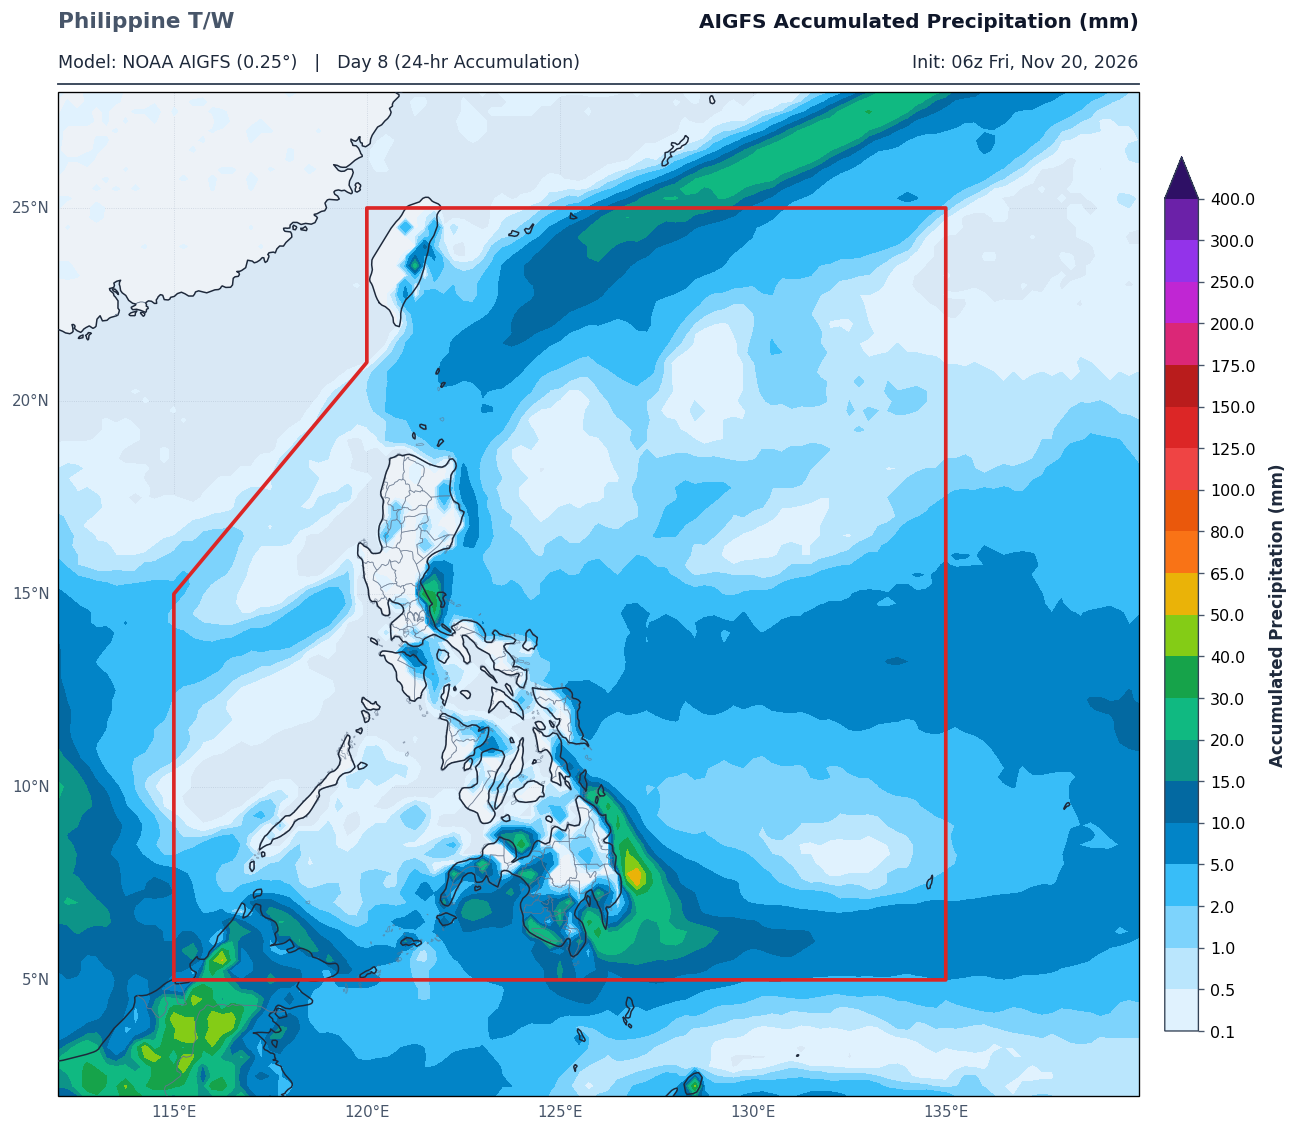 Philippine T/W
AIGFS Accumulated Precipitation (mm)
Model: NOAA AIGFS (0.25°) | Day 8 (24-hr Accumulation)
Init: 06z Fri, Nov 20, 2026
25°N
20°N
15°N
10°N
5°N
115°E
120°E
125°E
130°E
135°E
400.0
300.0
250.0
200.0
175.0
150.0
125.0
100.0
80.0
65.0
50.0
40.0
30.0
20.0
15.0
10.0
5.0
2.0
1.0
0.5
0.1
Accumulated Precipitation (mm)